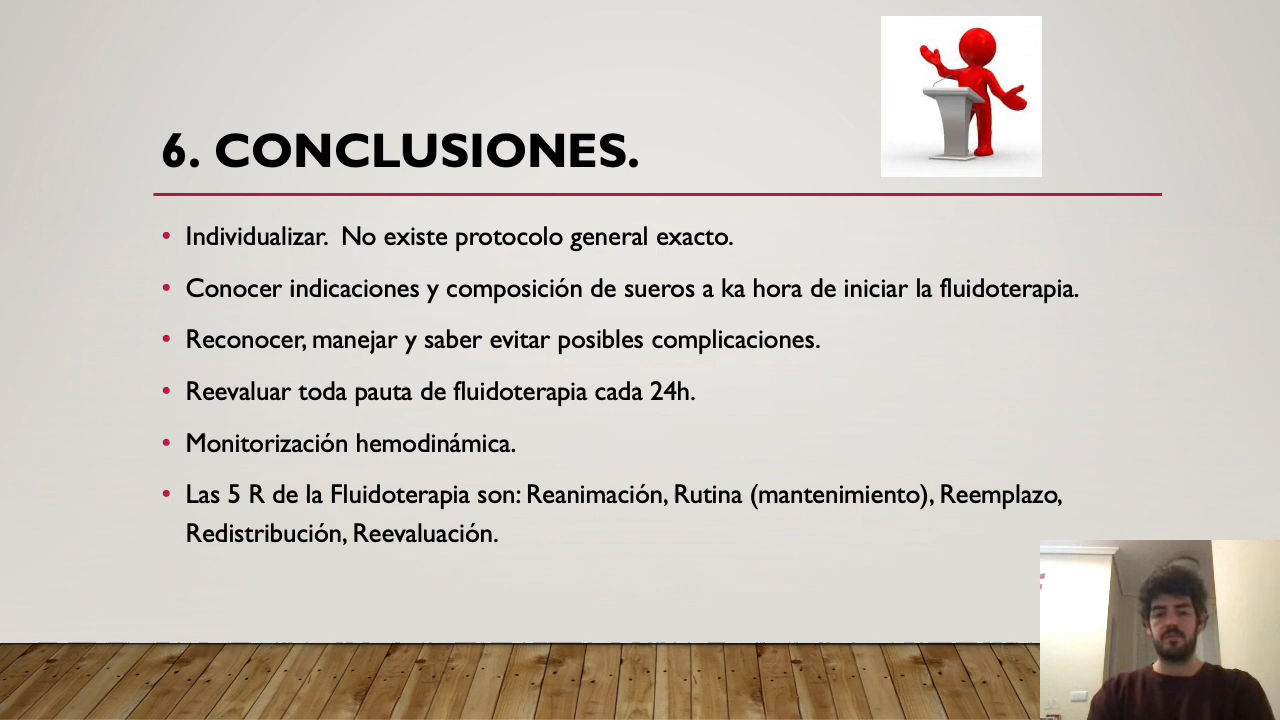 6. CONCLUSIONES.
• Individualizar.  No existe protocolo general exacto.
• Conocer indicaciones y composición de sueros a ka hora de iniciar la fluidoterapia.
• Reconocer, manejar y saber evitar posibles complicaciones.
• Reevaluar toda pauta de fluidoterapia cada 24h.
• Monitorización hemodinámica.
• Las 5 R de la Fluidoterapia son: Reanimación, Rutina (mantenimiento), Reemplazo,
Redistribución, Reevaluación.